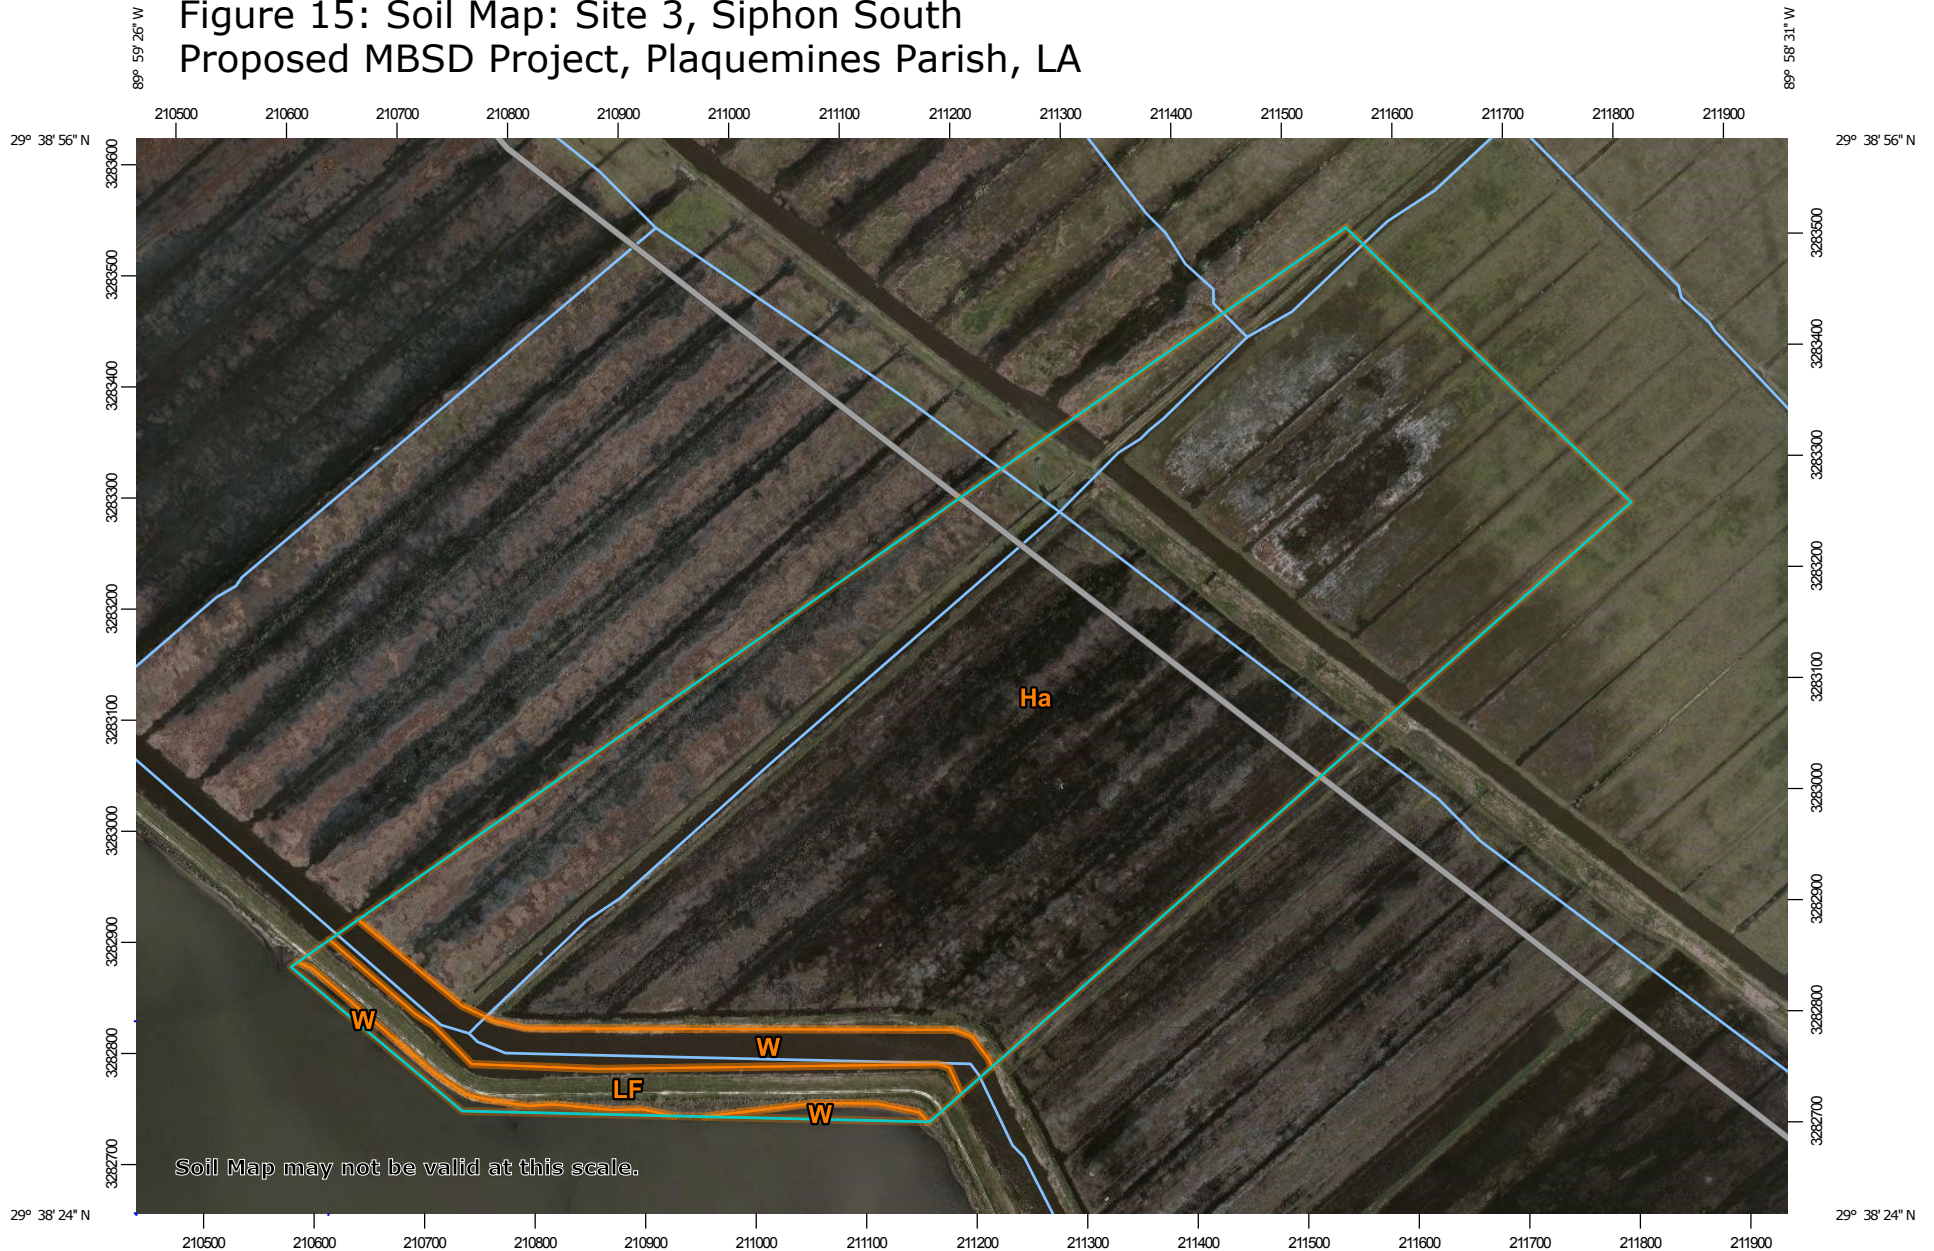 Figure 15: Soil Map: Site 3, Siphon South
Proposed MBSD Project, Plaquemines Parish, LA
89° 59' 26" W
89° 58' 31" W
210500 210600 210700 210800 210900 211000 211100 211200 211300 211400 211500 211600 211700 211800 211900
29° 38' 56" N
29° 38' 56" N
3283600
3283500
3283400
3283300
3283200
3283100
3283000
3282900
3282800
3282700
3283500
3283400
3283300
3283200
3283100
3283000
3282900
3282800
3282700
Ha
W
W
LF
W
Soil Map may not be valid at this scale.
29° 38' 24" N
29° 38' 24" N
210500 210600 210700 210800 210900 211000 211100 211200 211300 211400 211500 211600 211700 211800 211900